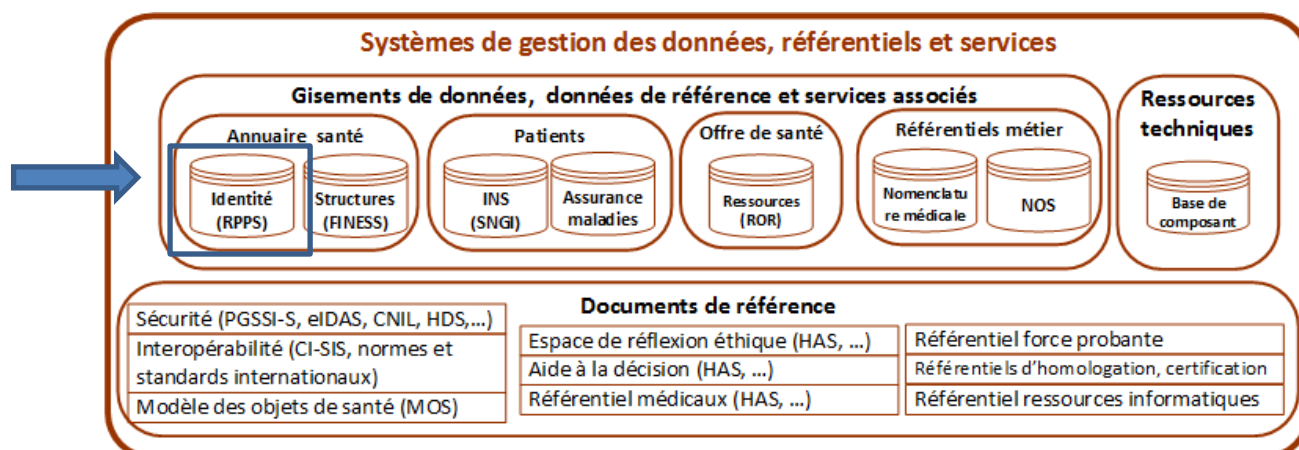 Systèmes de gestion des données, référentiels et services
Gisements de données, données de référence et services associés
Annuaire santé
Identité
(RPPS)
Structures
(FINESS)
Patients
INS
(SNGI)
Assurance
maladies
Offre de santé
Ressources
(ROR)
Référentiels métier
Nomenclatu
re médicale
NOS
Ressources
techniques
Base de
composant
Documents de référence
Sécurité (PGSSI-S, eIDAS, CNIL, HDS,...)
Interopérabilité (CI-SIS, normes et
standards internationaux)
Modèle des objets de santé (MOS)
Espace de réflexion éthique (HAS, ...)
Aide à la décision (HAS, ...)
Référentiel médicaux (HAS, ...)
Référentiel force probante
Référentiels d'homologation, certification
Référentiel ressources informatiques